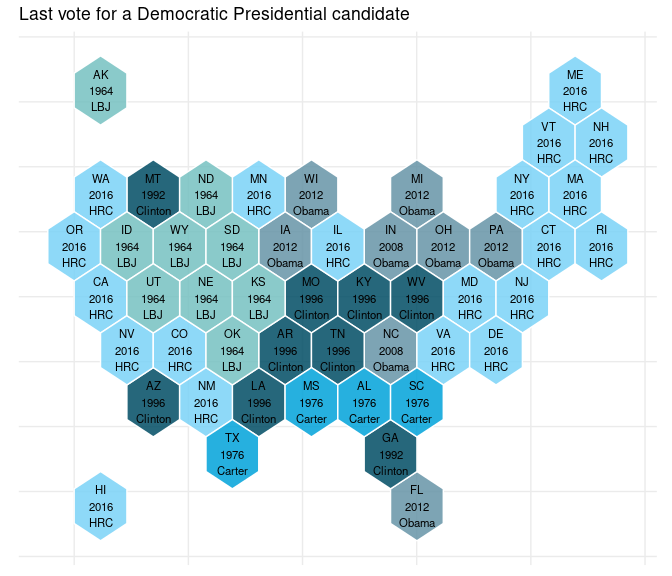 Last vote for a Democratic Presidential candidate
AK
1964
LBJ
ME
2016
HRC
VT
2016
HRC
NH
2016
HRC
WA
2016
HRC
MT
1992
Clinton
ND
1964
LBJ
MN
2016
HRC
WI
2012
Obama
MI
2012
Obama
NY
2016
HRC
MA
2016
HRC
OR
2016
HRC
ID
1964
LBJ
WY
1964
LBJ
SD
1964
LBJ
IA
2012
Obama
IL
2016
HRC
IN
2008
Obama
OH
2012
Obama
PA
2012
Obama
CT
2016
HRC
RI
2016
HRC
CA
2016
HRC
UT
1964
LBJ
NE
1964
LBJ
KS
1964
LBJ
MO
1996
Clinton
KY
1996
Clinton
WV
1996
Clinton
MD
2016
HRC
NJ
2016
HRC
NV
2016
HRC
CO
2016
HRC
OK
1964
LBJ
AR
1996
Clinton
TN
1996
Clinton
NC
2008
Obama
VA
2016
HRC
DE
2016
HRC
AZ
1996
Clinton
NM
2016
HRC
LA
1996
Clinton
MS
1976
Carter
AL
1976
Carter
SC
1976
Carter
TX
1976
Carter
GA
1992
Clinton
HI
2016
HRC
FL
2012
Obama